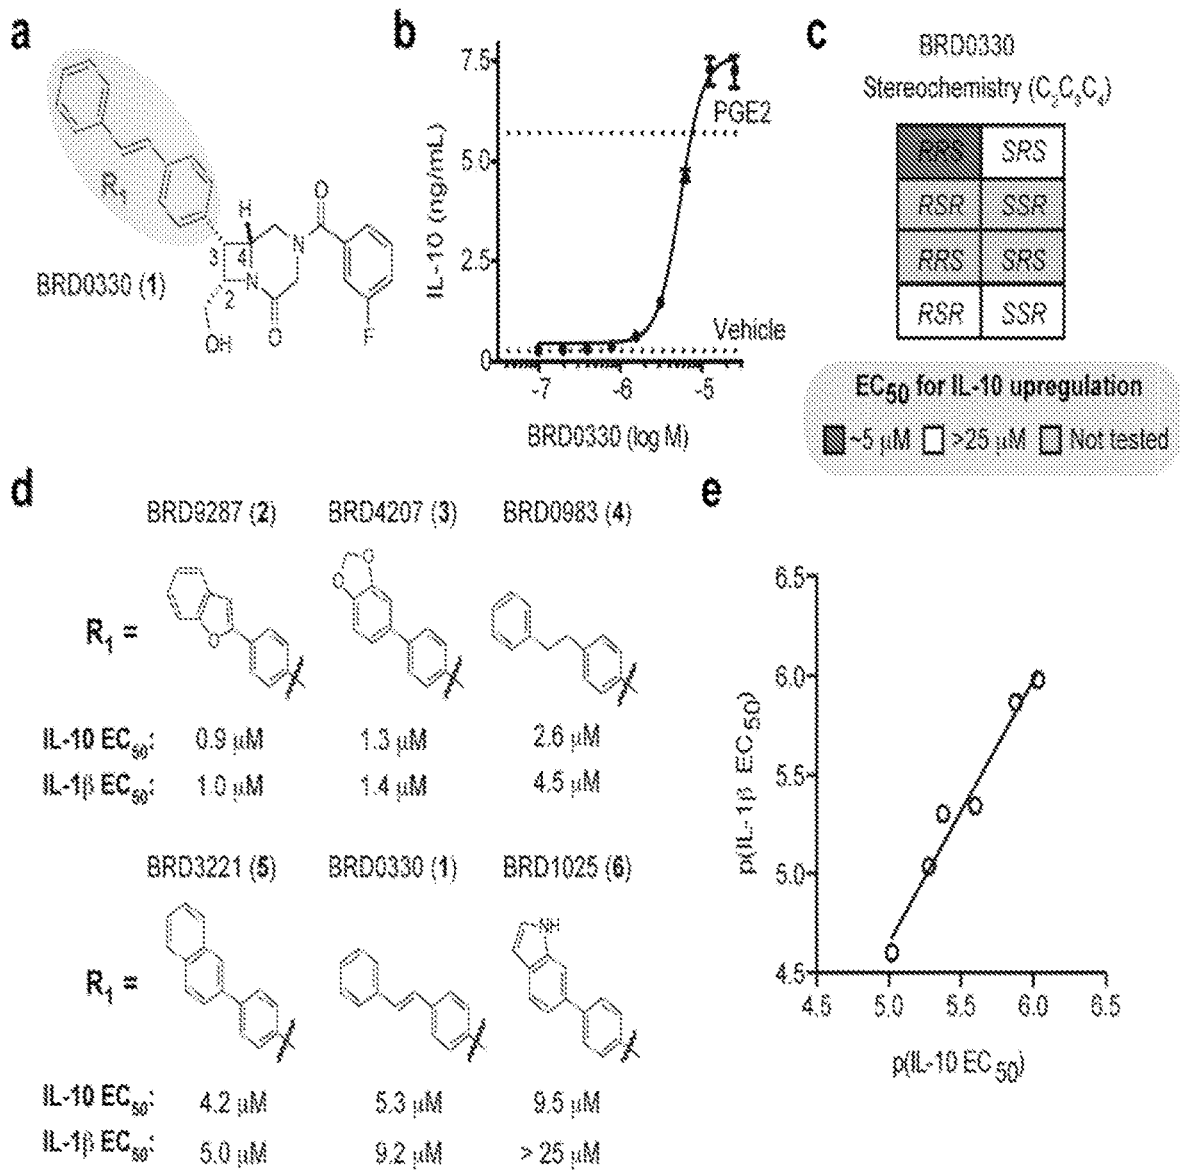 a
R1
H
O
N
3
4
N
2
O
OH
F
BRD0330 (1)
b
IL-10 (ng/mL)
7.5
5.0
2.5
0
PGE2
Vehicle
-7
-6
-5
BRD0330 (log M)
c
BRD0330
Stereochemistry (C2C3C4)
RRS SRS
RSR SSR
RRS SRS
RSR SSR
EC50 for IL-10 upregulation
~5 μM >25 μM Not tested
d
BRD9287 (2) BRD4207 (3) BRD0983 (4)
O
O
O
R1 =
IL-10 EC50: 0.9 μM 1.3 μM 2.6 μM
IL-1β EC50: 1.0 μM 1.4 μM 4.5 μM
BRD3221 (5) BRD0330 (1) BRD1025 (6)
NH
R1 =
IL-10 EC50: 4.2 μM 5.3 μM 9.5 μM
IL-1β EC50: 5.0 μM 9.2 μM > 25 μM
e
p(IL-1β EC50)
6.5
6.0
5.5
5.0
4.5
4.5 5.0 5.5 6.0 6.5
p(IL-10 EC50)